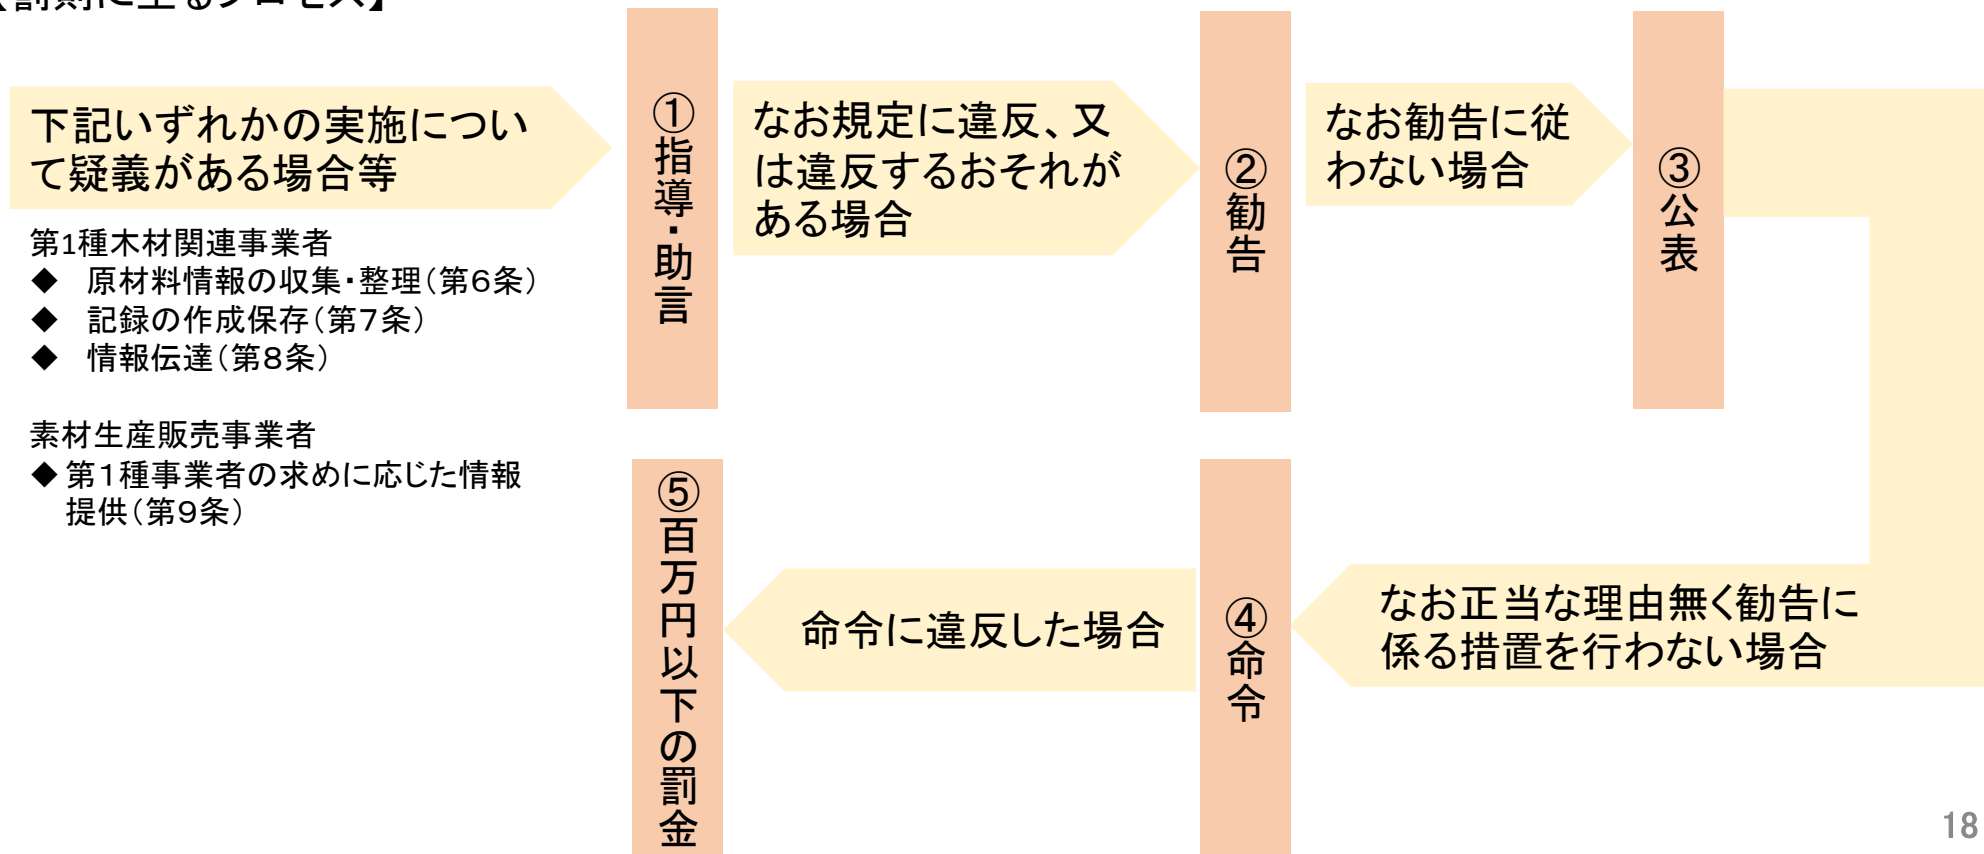 【罰則に至るプロセス】
下記いずれかの実施につい
て疑義がある場合等
第1種木材関連事業者
◆ 原材料情報の収集・整理(第6条)
◆ 記録の作成保存(第7条)
◆ 情報伝達(第8条)
素材生産販売事業者
◆ 第1種事業者の求めに応じた情報
提供(第9条)
①指導・助言
なお規定に違反、又
は違反するおそれが
ある場合
②勧告
なお勧告に従
わない場合
③公表
なお正当な理由無く勧告に
係る措置を行わない場合
④命令
命令に違反した場合
⑤百万円以下の罰金
18